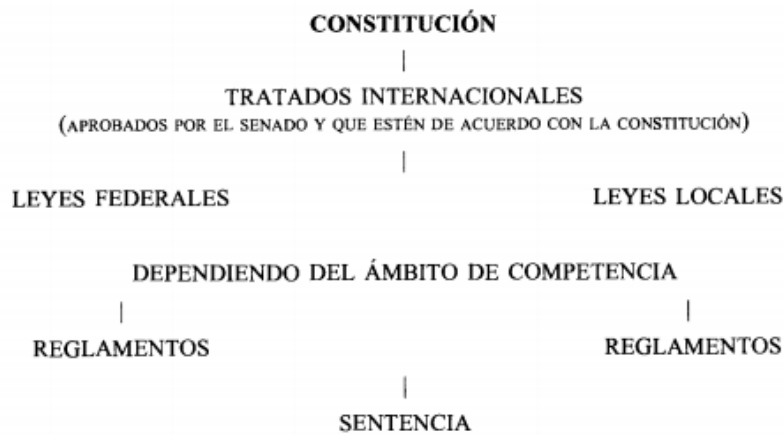 CONSTITUCIÓN
TRATADOS INTERNACIONALES
(APROBADOS POR EL SENADO Y QUE ESTÉN DE ACUERDO CON LA CONSTITUCIÓN)
LEYES FEDERALES LEYES LOCALES
DEPENDIENDO DEL ÁMBITO DE COMPETENCIA
REGLAMENTOS REGLAMENTOS
SENTENCIA